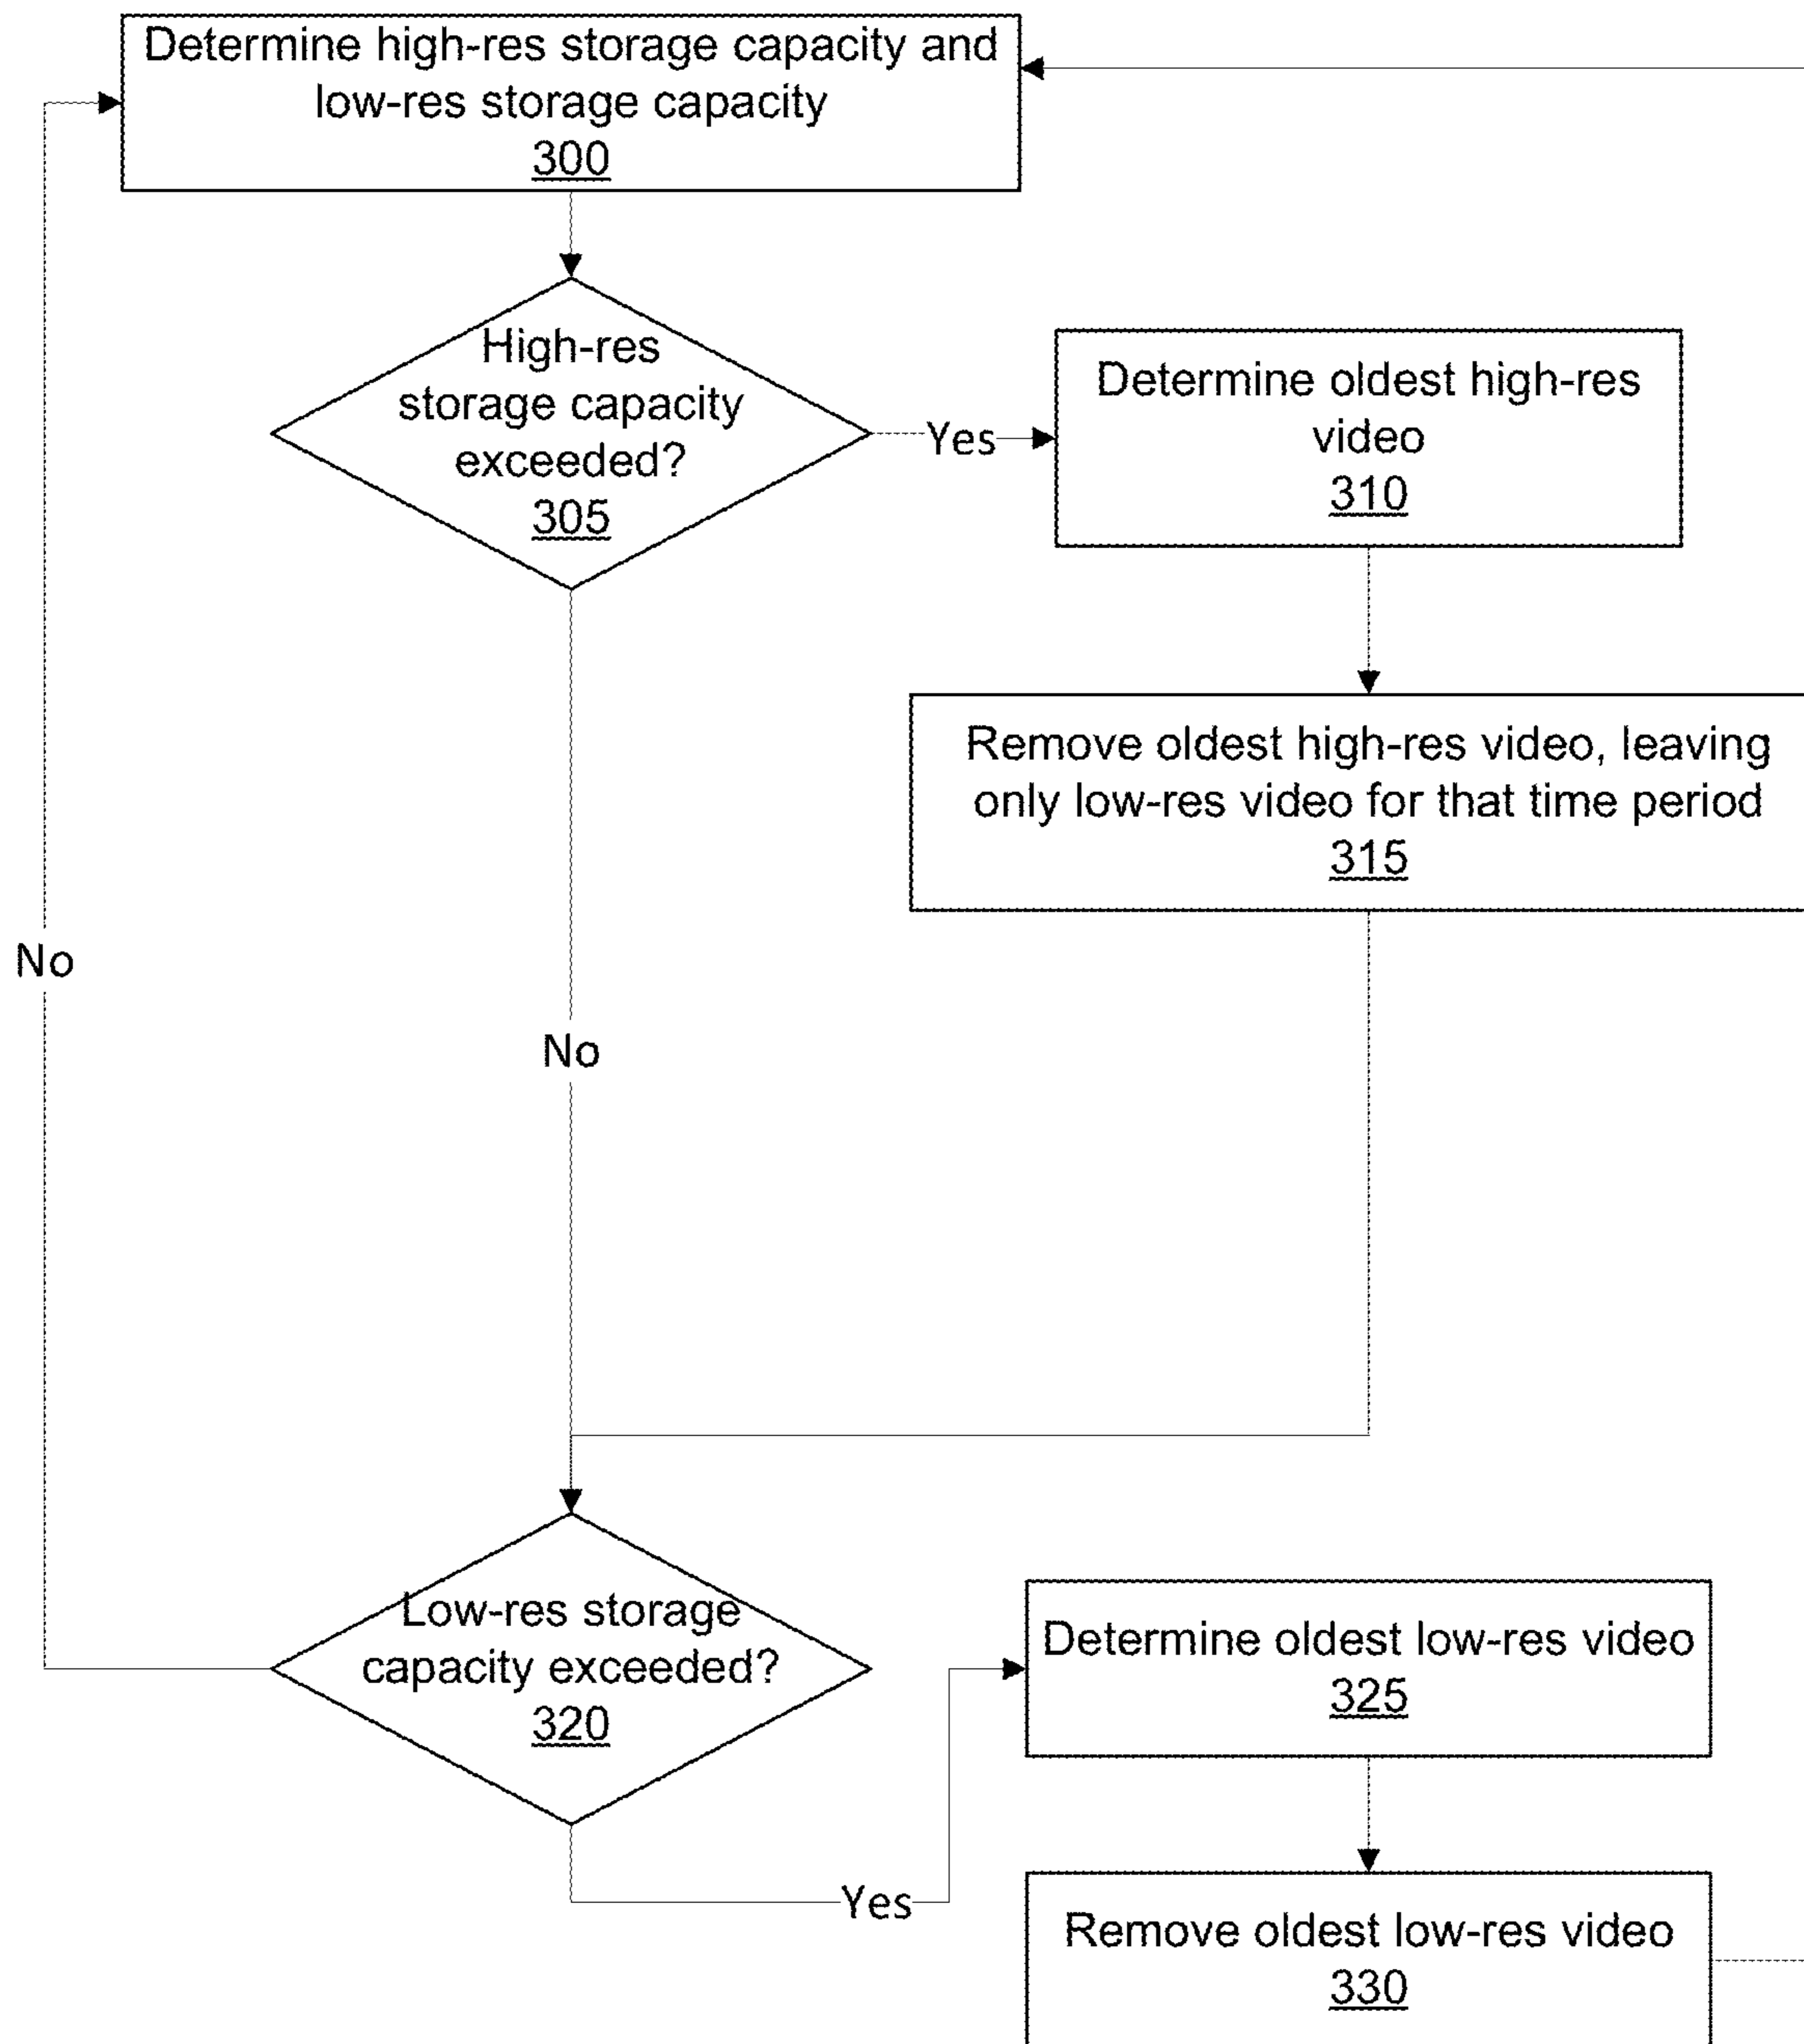 Determine high-res storage capacity and
low-res storage capacity
300
High-res
storage capacity
exceeded?
305
Yes
Determine oldest high-res
video
310
Remove oldest high-res video, leaving
only low-res video for that time period
315
No
No
Low-res storage
capacity exceeded?
320
Yes
Determine oldest low-res video
325
Remove oldest low-res video
330